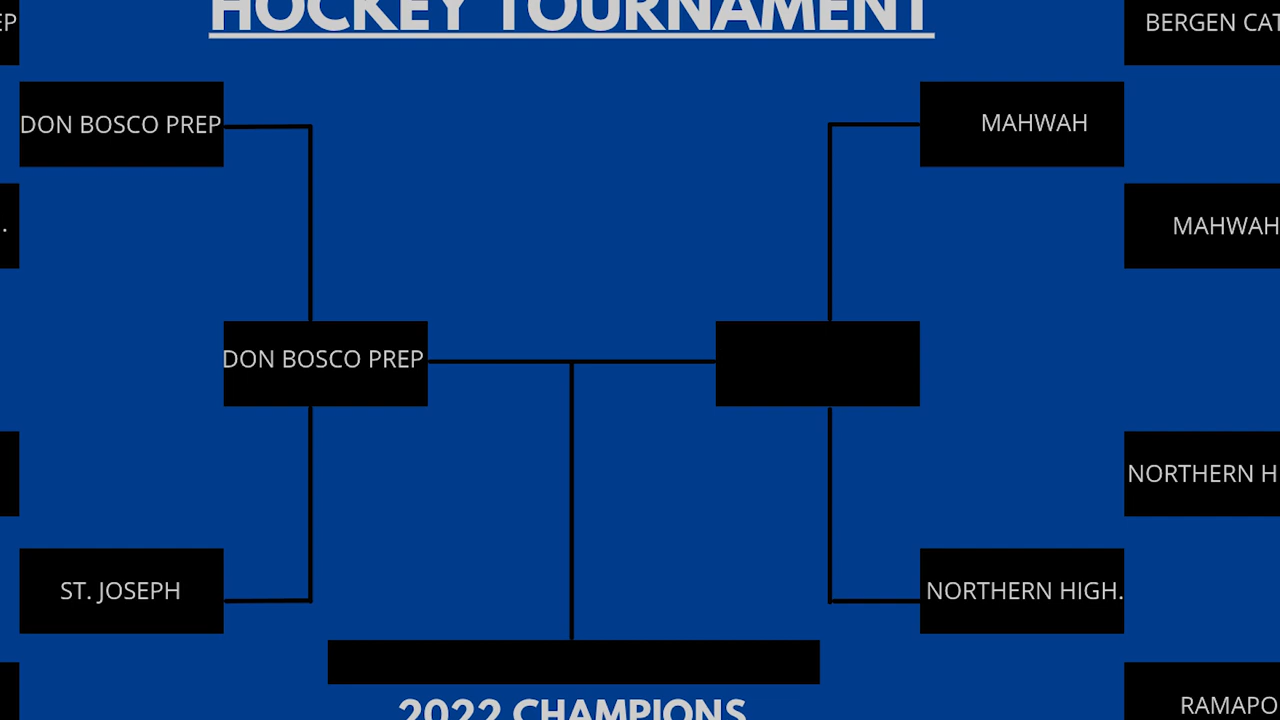 HOCKEY TOURNAMENT
EP
BERGEN CAT
DON BOSCO PREP
MAHWAH
.
MAHWAH
DON BOSCO PREP
NORTHERN H
ST. JOSEPH
NORTHERN HIGH.
RAMAPO
2022 CHAMPIONS